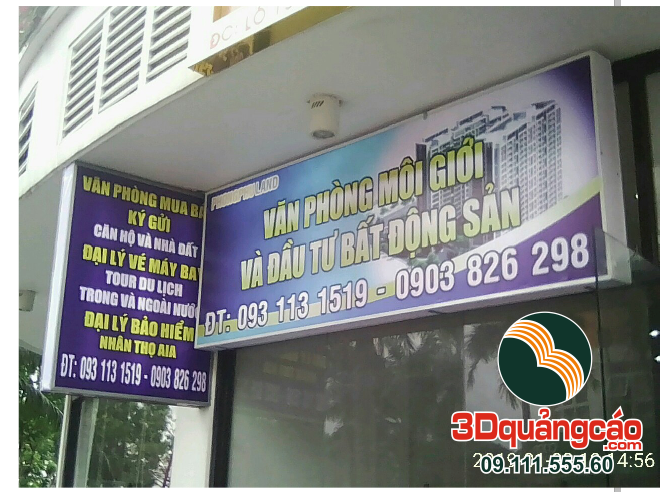 ĐC: LÔ
VĂN PHÒNG MUA BÁ
KÝ GỬI
CĂN HỘ VÀ NHÀ ĐẤT
ĐẠI LÝ VÉ MÁY BAY
TOUR DU LỊCH
TRONG VÀ NGOÀI NƯỚ
ĐẠI LÝ BẢO HIỂM
NHÂN THỌ AIA
ĐT: 093 113 1519 - 0903 826 298
LAND
VĂN PHÒNG MÔI GIỚI
VÀ ĐẦU TƯ BẤT ĐỘNG SẢN
ĐT: 093 113 1519 - 0903 826 298
3Dquảngcáo
.com
09.111.555.60
14:56